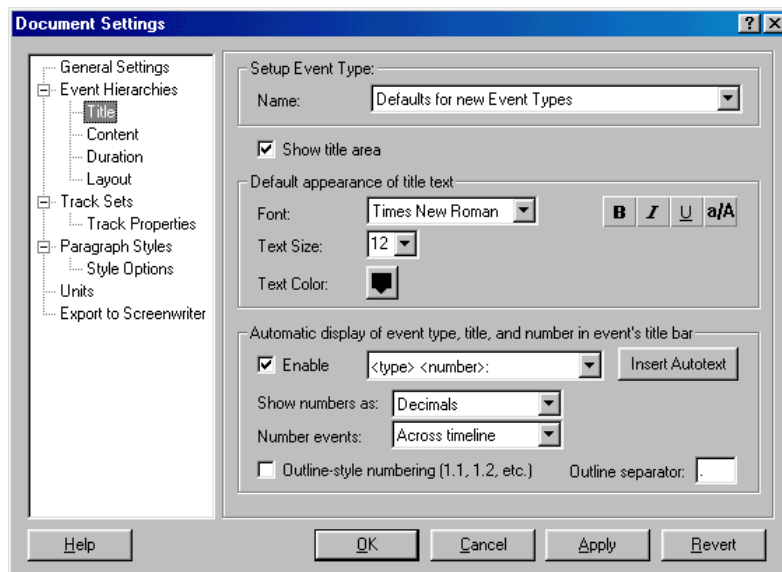 Document Settings
General Settings
Event Hierarchies
Title
Content
Duration
Layout
Track Sets
Track Properties
Paragraph Styles
Style Options
Units
Export to Screenwriter
Setup Event Type:
Name: Defaults for new Event Types
Show title area
Default appearance of title text
Font: Times New Roman B I U a/A
Text Size: 12
Text Color:
Automatic display of event type, title, and number in event's title bar
Enable <type> <number>: Insert Autotext
Show numbers as: Decimals
Number events: Across timeline
Outline-style numbering (1.1, 1.2, etc.) Outline separator: .
Help OK Cancel Apply Revert